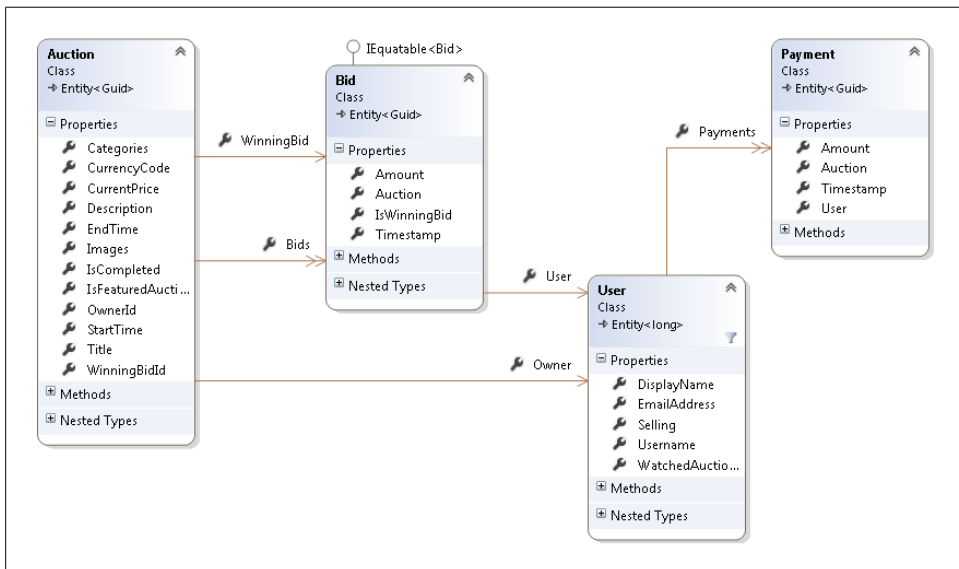 Auction
Class
Entity<Guid>
Properties
Categories
CurrencyCode
CurrentPrice
Description
EndTime
Images
IsCompleted
IsFeaturedAucti...
OwnerId
StartTime
Title
WinningBidId
Methods
Nested Types
WinningBid
Bids
Owner
IEquatable<Bid>
Bid
Class
Entity<Guid>
Properties
Amount
Auction
IsWinningBid
Timestamp
Methods
Nested Types
User
User
Class
Entity<long>
Properties
DisplayName
EmailAddress
Selling
Username
WatchedAuctio...
Methods
Nested Types
Payments
Payment
Class
Entity<Guid>
Properties
Amount
Auction
Timestamp
User
Methods